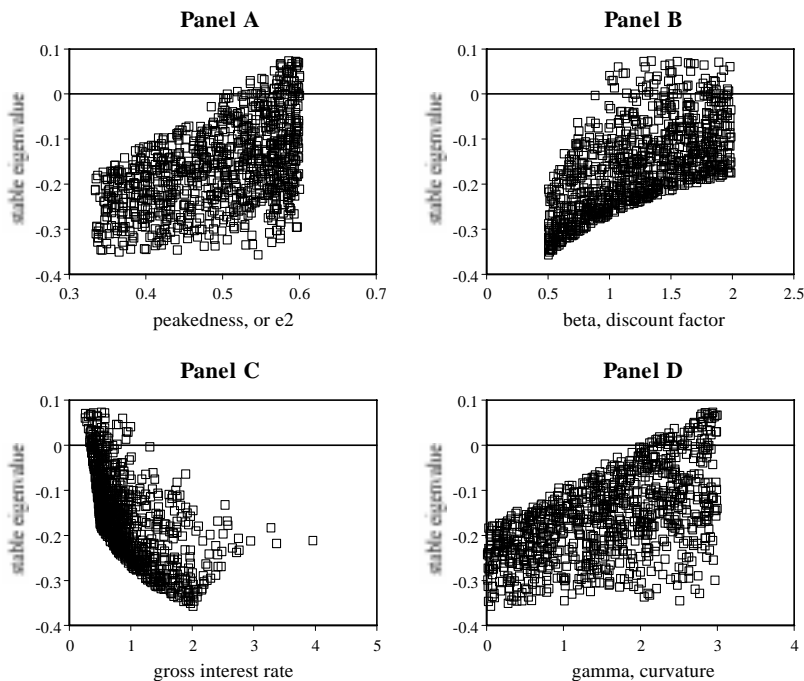 Panel A
0.1
0
-0.1
-0.2
-0.3
-0.4
stable eigenvalue
0.3 0.4 0.5 0.6 0.7
peakedness, or e2
Panel B
0.1
0
-0.1
-0.2
-0.3
-0.4
stable eigenvalue
0 0.5 1 1.5 2 2.5
beta, discount factor
Panel C
0.1
0
-0.1
-0.2
-0.3
-0.4
stable eigenvalue
0 1 2 3 4 5
gross interest rate
Panel D
0.1
0
-0.1
-0.2
-0.3
-0.4
stable eigenvalue
0 1 2 3 4
gamma, curvature